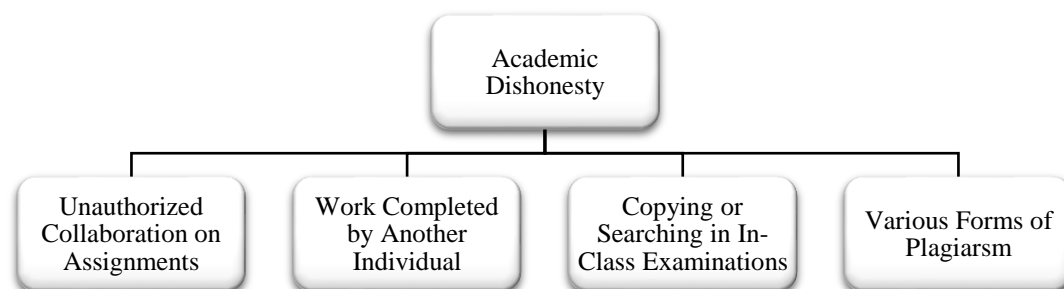 Academic
Dishonesty
Unauthorized
Collaboration on
Assignments
Work Completed
by Another
Individual
Copying or
Searching in In-
Class Examinations
Various Forms of
Plagiarsm